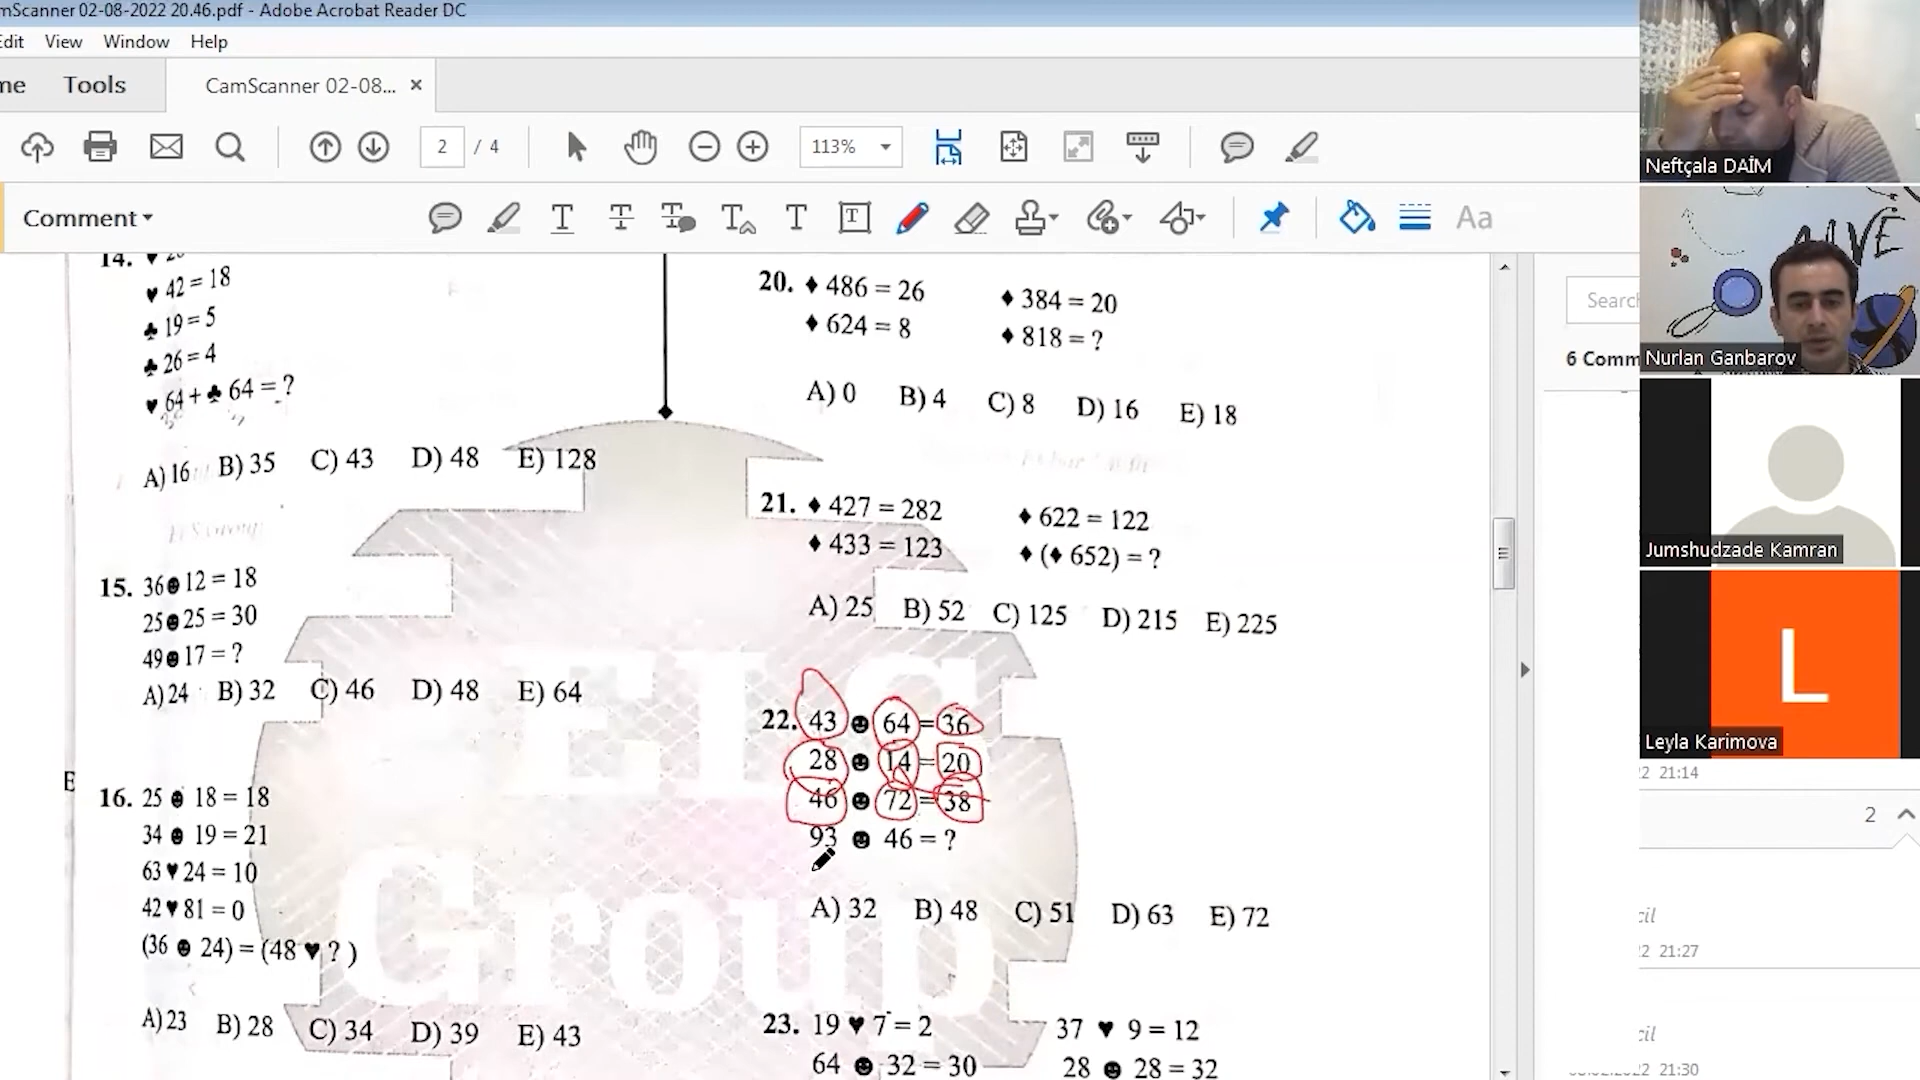 mScanner 02-08-2022 20.46.pdf - Adobe Acrobat Reader DC
Edit View Window Help
me Tools CamScanner 02-08... ×
2 / 4 113%
Comment
Aa
14.
♥ 42 = 18
♣ 19 = 5
♣ 26 = 4
♥ 64 + ♣ 64 = ?
A) 16 B) 35 C) 43 D) 48 E) 128
15. 36☻12 = 18
25☻25 = 30
49☻17 = ?
A) 24 B) 32 C) 46 D) 48 E) 64
16. 25 ☻ 18 = 18
34 ☻ 19 = 21
63 ♥ 24 = 10
42 ♥ 81 = 0
(36 ☻ 24) = (48 ♥ ? )
A) 23 B) 28 C) 34 D) 39 E) 43
20. ♦ 486 = 26 ♦ 384 = 20
♦ 624 = 8 ♦ 818 = ?
A) 0 B) 4 C) 8 D) 16 E) 18
21. ♦ 427 = 282 ♦ 622 = 122
♦ 433 = 123 ♦ (♦ 652) = ?
A) 25 B) 52 C) 125 D) 215 E) 225
22. 43 ☻ 64 = 36
28 ☻ 14 = 20
46 ☻ 72 = 38
93 ☻ 46 = ?
A) 32 B) 48 C) 51 D) 63 E) 72
23. 19 ♥ 7 = 2 37 ♥ 9 = 12
64 ☻ 32 = 30 28 ☻ 28 = 32
ELS
Group
Search
6 Comm
2 21:14
2
cil
22 21:27
cil
21:30
Neftçala DAİM
Nurlan Ganbarov
Jumshudzade Kamran
L
Leyla Karimova